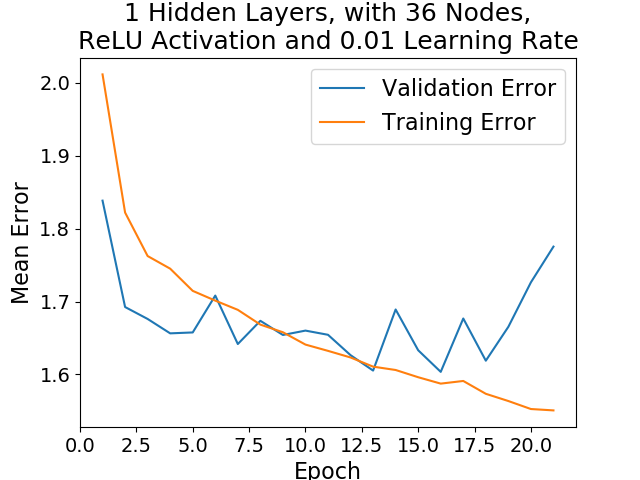 1 Hidden Layers, with 36 Nodes,
ReLU Activation and 0.01 Learning Rate
Validation Error
Training Error
Mean Error
2.0
1.9
1.8
1.7
1.6
0.0 2.5 5.0 7.5 10.0 12.5 15.0 17.5 20.0
Epoch